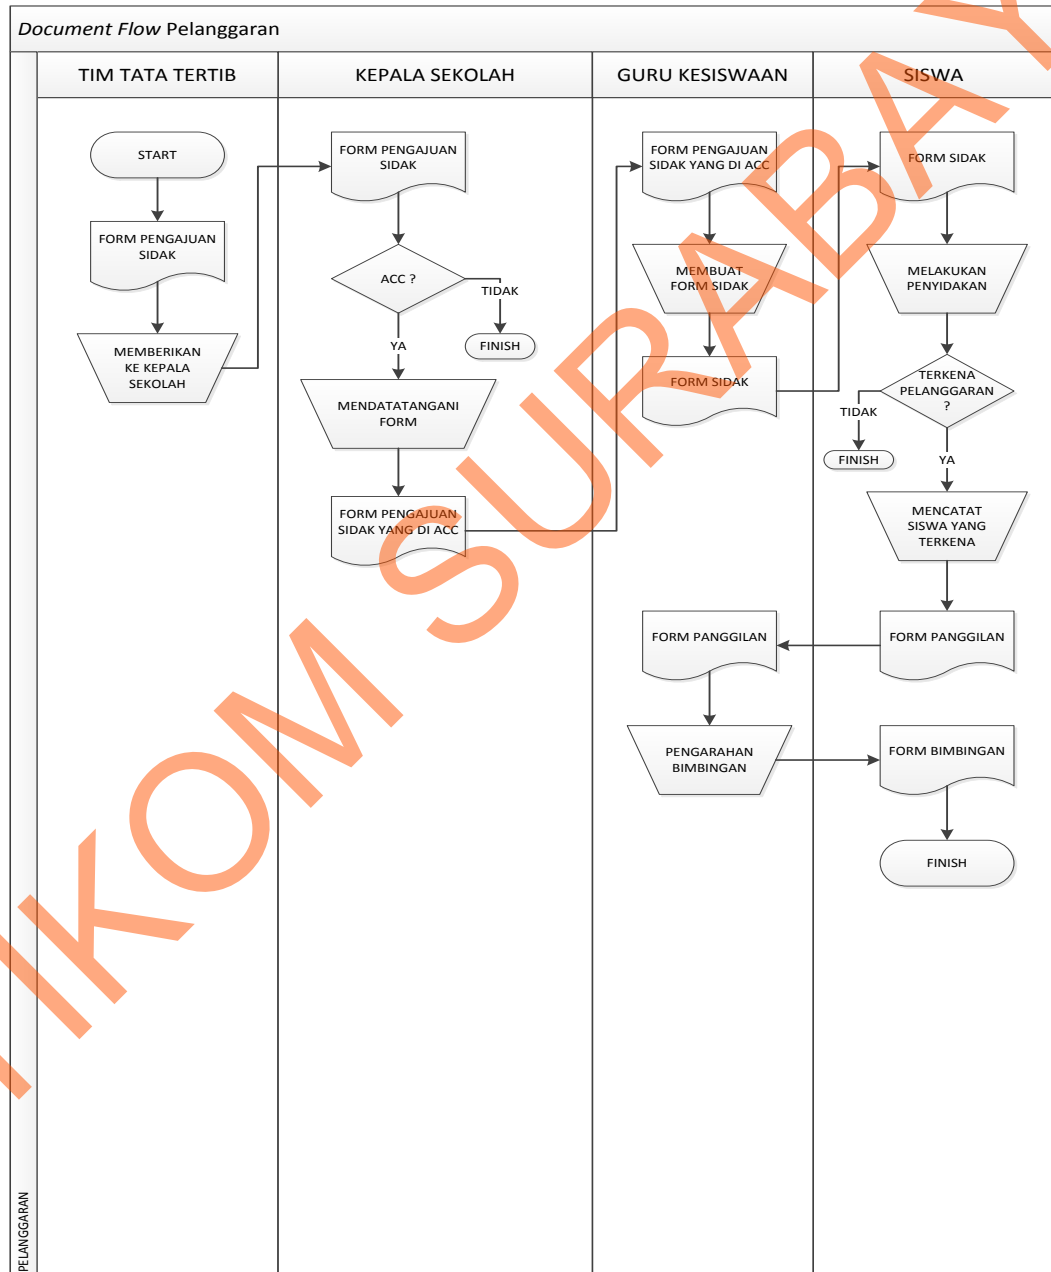 Document Flow Pelanggaran
TIM TATA TERTIB
KEPALA SEKOLAH
GURU KESISWAAN
SISWA
START
FORM PENGAJUAN
SIDAK
MEMBERIKAN
KE KEPALA
SEKOLAH
FORM PENGAJUAN
SIDAK
ACC ?
TIDAK
FINISH
YA
MENDATATANGANI
FORM
FORM PENGAJUAN
SIDAK YANG DI ACC
FORM PENGAJUAN
SIDAK YANG DI ACC
MEMBUAT
FORM SIDAK
FORM SIDAK
FORM SIDAK
MELAKUKAN
PENYIDAKAN
TERKENA
PELANGGARAN
?
TIDAK
FINISH
YA
MENCATAT
SISWA YANG
TERKENA
FORM PANGGILAN
FORM PANGGILAN
PENGARAHAN
BIMBINGAN
FORM BIMBINGAN
FINISH
PELANGGARAN
IKOM SURABAY